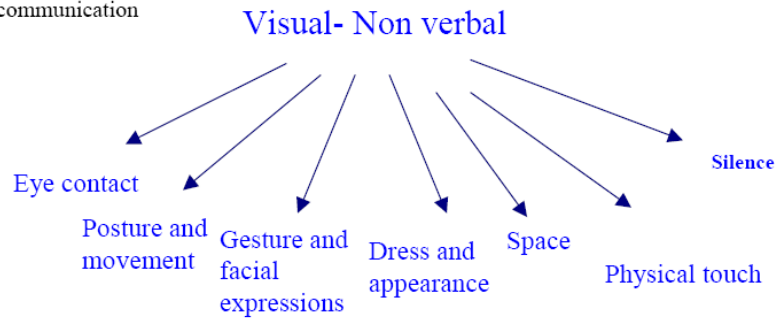 communication
Visual- Non verbal
Eye contact
Posture and
movement
Gesture and
facial
expressions
Dress and
appearance
Space
Physical touch
Silence